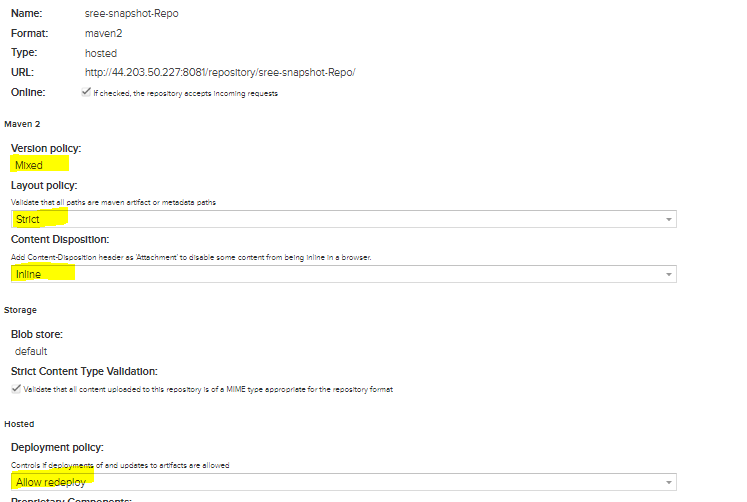 Name: sree-snapshot-Repo
Format: maven2
Type: hosted
URL: http://44.203.50.227:8081/repository/sree-snapshot-Repo/
Online: If checked, the repository accepts incoming requests
Maven 2
Version policy:
Mixed
Layout policy:
Validate that all paths are maven artifact or metadata paths
Strict
Content Disposition:
Add Content-Disposition header as 'Attachment' to disable some content from being inline in a browser.
Inline
Storage
Blob store:
default
Strict Content Type Validation:
Validate that all content uploaded to this repository is of a MIME type appropriate for the repository format
Hosted
Deployment policy:
Controls if deployments of and updates to artifacts are allowed
Allow redeploy
Proprietary Components: